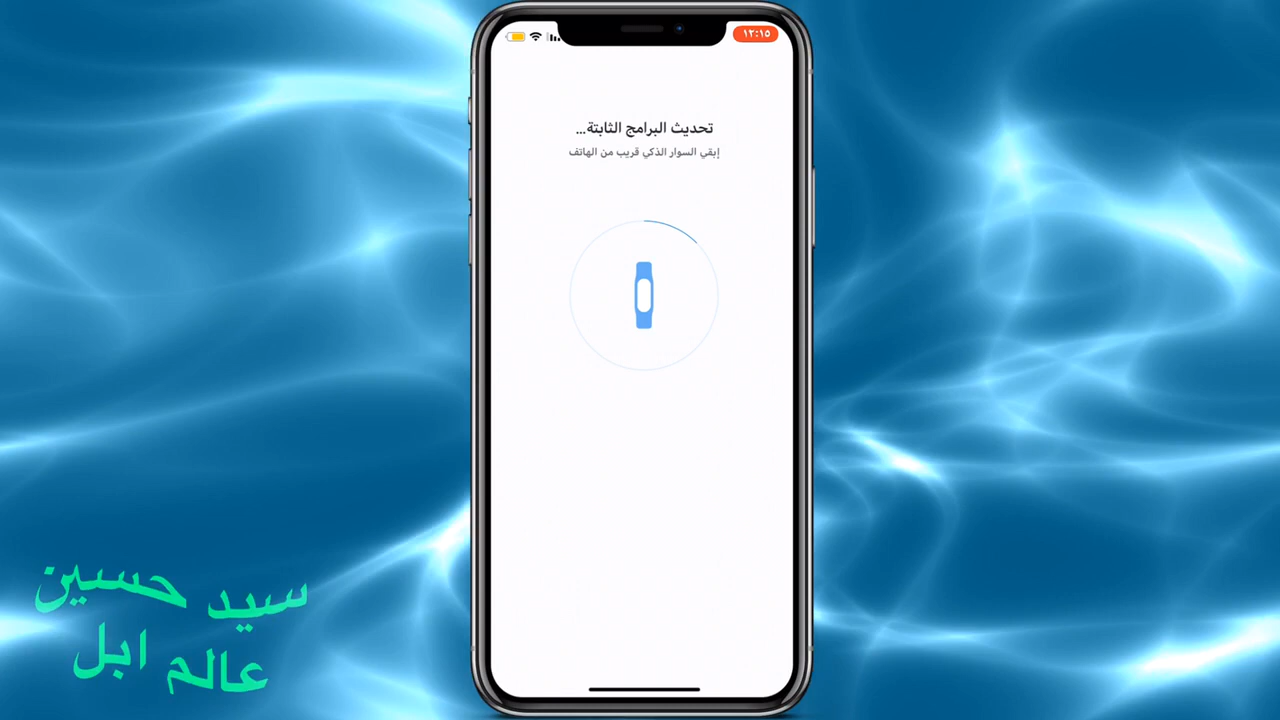 ١٢:١٥
تحديث البرامج الثابتة...
إبقي السوار الذكي قريب من الهاتف
سيد حسين
عالم ابل